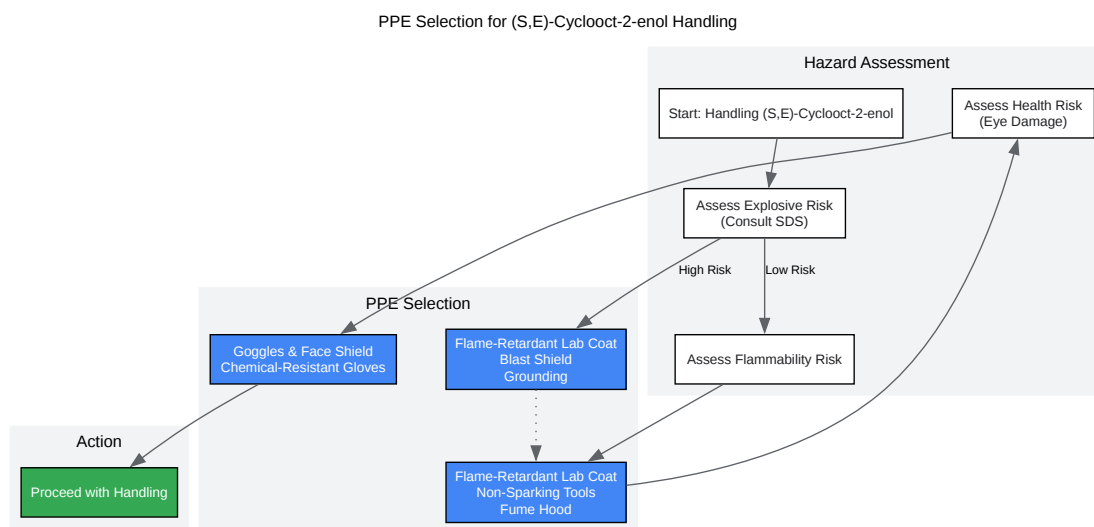 PPE Selection for (S,E)-Cyclooct-2-enol Handling
Hazard Assessment
Start: Handling (S,E)-Cyclooct-2-enol
Assess Health Risk
(Eye Damage)
Assess Explosive Risk
(Consult SDS)
High Risk
Low Risk
PPE Selection
Goggles & Face Shield
Chemical-Resistant Gloves
Flame-Retardant Lab Coat
Blast Shield
Grounding
Assess Flammability Risk
Action
Proceed with Handling
Flame-Retardant Lab Coat
Non-Sparking Tools
Fume Hood